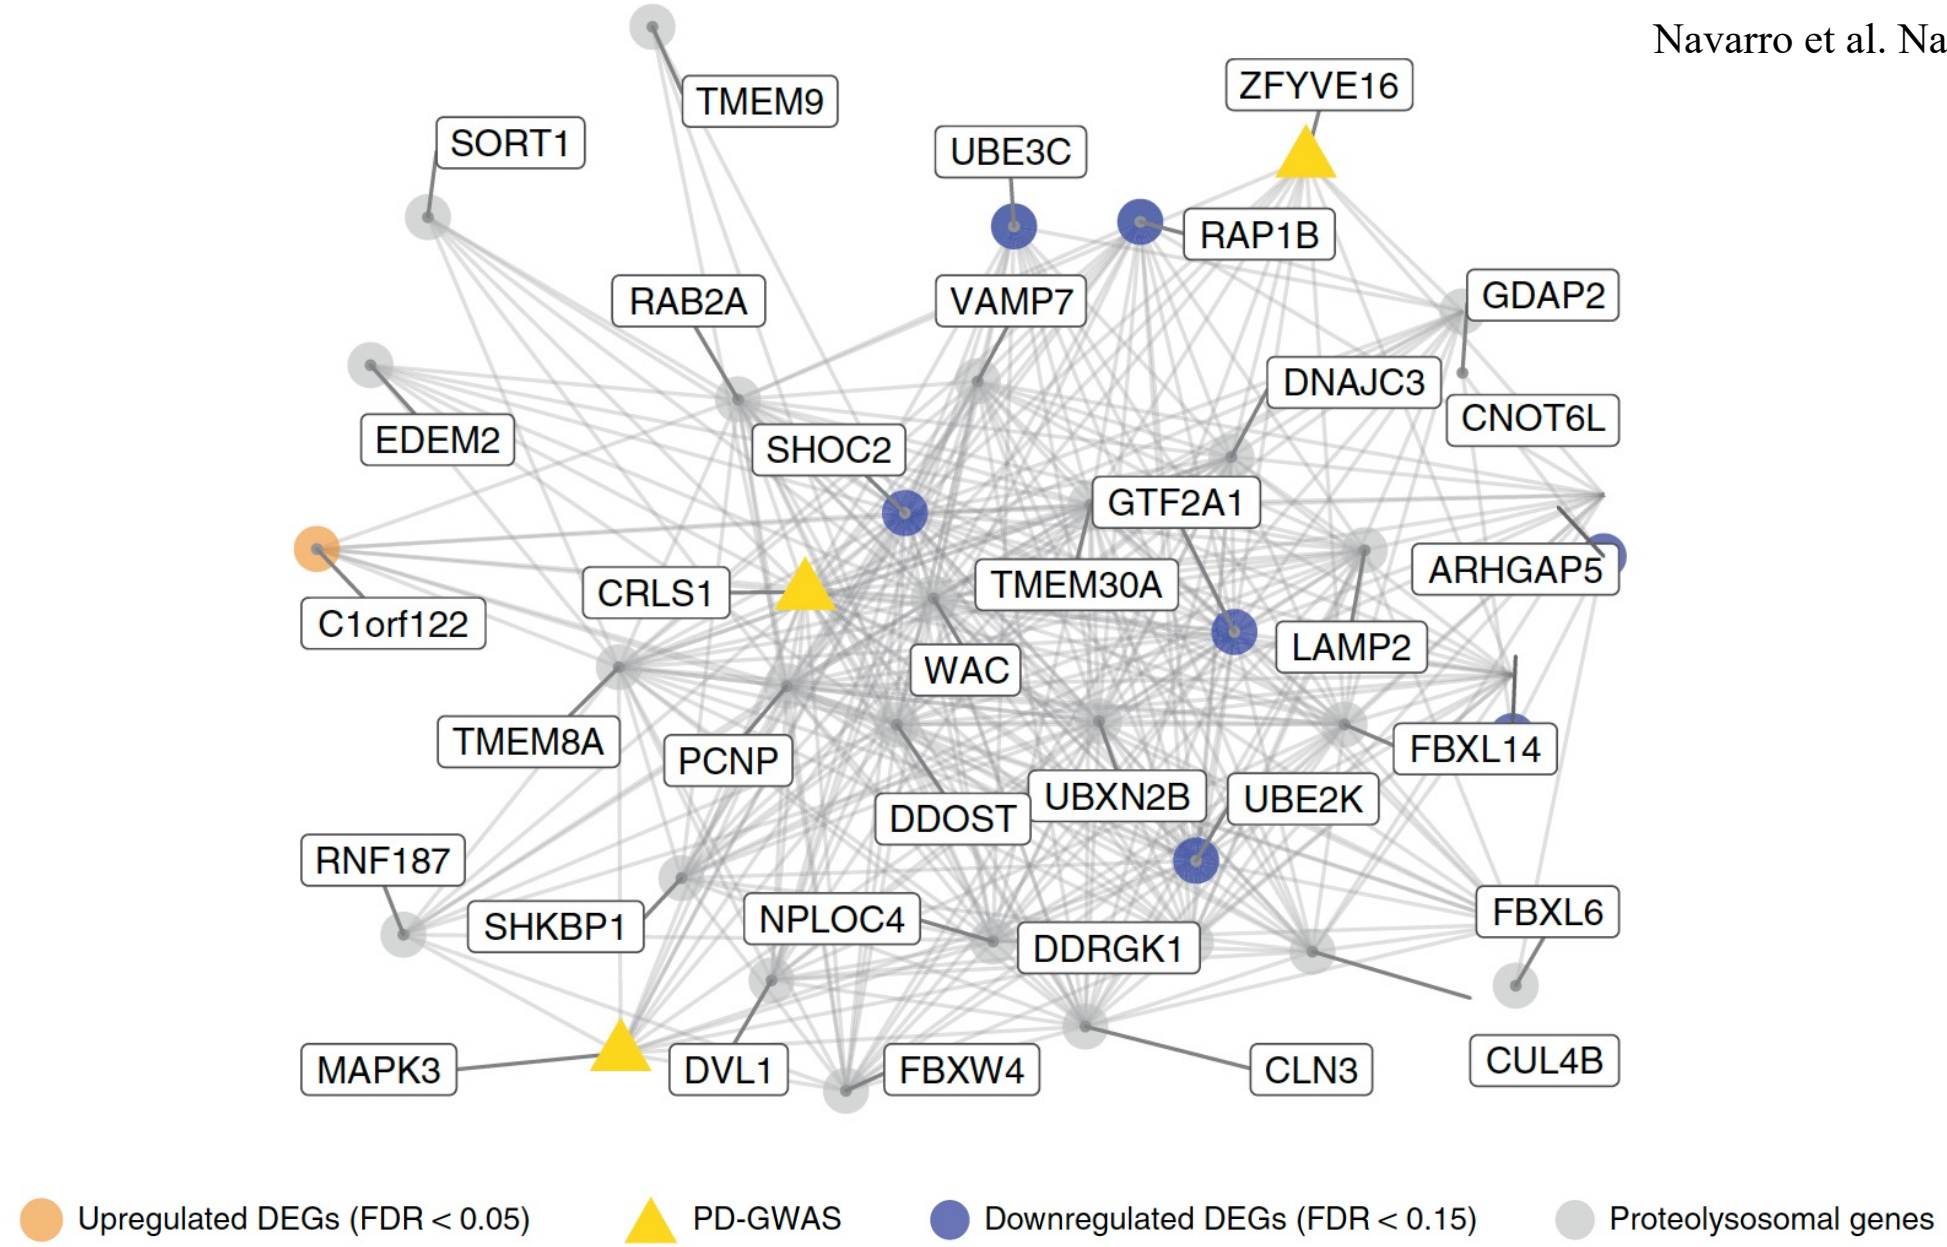 Navarro et al. Na
ZFYVE16
TMEM9
SORT1
UBE3C
RAP1B
RAB2A
VAMP7
GDAP2
DNAJC3
CNOT6L
EDEM2
SHOC2
GTF2A1
ARHGAP5
TMEM30A
CRLS1
C1orf122
LAMP2
WAC
TMEM8A
PCNP
FBXL14
UBXN2B
UBE2K
DDOST
RNF187
FBXL6
SHKBP1
NPLOC4
DDRGK1
CUL4B
MAPK3
DVL1
FBXW4
CLN3
Upregulated DEGs (FDR < 0.05)
PD-GWAS
Downregulated DEGs (FDR < 0.15)
Proteolysosomal genes